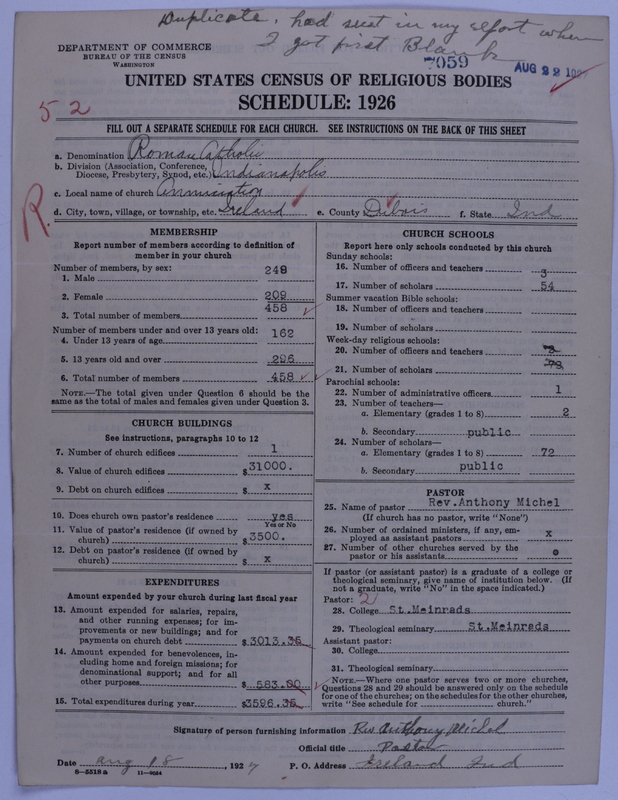 Duplicate, had sent in my report when
I got first Blank
7059
AUG 22
DEPARTMENT OF COMMERCE
BUREAU OF THE CENSUS
WASHINGTON
UNITED STATES CENSUS OF RELIGIOUS BODIES
SCHEDULE: 1926
52
FILL OUT A SEPARATE SCHEDULE FOR EACH CHURCH. SEE INSTRUCTIONS ON THE BACK OF THIS SHEET
a. Denomination Roman Catholic
b. Division (Association, Conference, Diocese, Presbytery, Synod, etc.) Indianapolis
c. Local name of church Annunciation
R.
d. City, town, village, or township, etc. Ireland e. County Dubois f. State Ind
MEMBERSHIP
Report number of members according to definition of
member in your church
Number of members, by sex:
1. Male 249
2. Female 209
3. Total number of members 458
Number of members under and over 13 years old:
4. Under 13 years of age 162
5. 13 years old and over 296
6. Total number of members 458
NOTE.—The total given under Question 6 should be the
same as the total of males and females given under Question 3.
CHURCH BUILDINGS
See instructions, paragraphs 10 to 12
7. Number of church edifices 1
8. Value of church edifices $31000.
9. Debt on church edifices $ x
10. Does church own pastor's residence yes
Yes or No
11. Value of pastor's residence (if owned by
church) $3500.
12. Debt on pastor's residence (if owned by
church) $ x
EXPENDITURES
Amount expended by your church during last fiscal year
13. Amount expended for salaries, repairs,
and other running expenses; for im-
provements or new buildings; and for
payments on church debt $3013.35
14. Amount expended for benevolences, in-
cluding home and foreign missions; for
denominational support; and for all
other purposes $583.00
15. Total expenditures during year $3596.35
CHURCH SCHOOLS
Report here only schools conducted by this church
Sunday schools:
16. Number of officers and teachers 3
17. Number of scholars 54
Summer vacation Bible schools:
18. Number of officers and teachers
19. Number of scholars
Week-day religious schools:
20. Number of officers and teachers
21. Number of scholars
Parochial schools:
22. Number of administrative officers 1
23. Number of teachers—
a. Elementary (grades 1 to 8) 2
b. Secondary public
24. Number of scholars—
a. Elementary (grades 1 to 8) 72
b. Secondary public
PASTOR
25. Name of pastor Rev.Anthony Michel
(If church has no pastor, write "None")
26. Number of ordained ministers, if any, em-
ployed as assistant pastors x
27. Number of other churches served by the
pastor or his assistants
If pastor (or assistant pastor) is a graduate of a college or
theological seminary, give name of institution below. (If
not a graduate, write "No" in the space indicated.)
Pastor: 2
28. College St.Meinrads
29. Theological seminary St.Meinrads
Assistant pastor:
30. College
31. Theological seminary
NOTE.—Where one pastor serves two or more churches,
Questions 28 and 29 should be answered only on the schedule
for one of the churches; on the schedules for the other churches,
write "See schedule for church."
Signature of person furnishing information Rev. Anthony Michel
Official title Pastor
Date Aug 18, 1927 P. O. Address Ireland Ind
8—5518a 11—9034